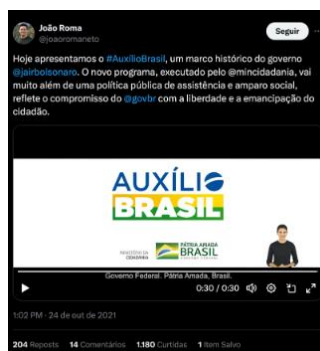 João Roma
@joaoromaneto
Seguir
Hoje apresentamos o #AuxílioBrasil, um marco histórico do governo
@jairbolsonaro. O novo programa, executado pelo @mincidadania, vai
muito além de uma política pública de assistência e amparo social,
reflete o compromisso do @govbr com a liberdade e a emancipação do
cidadão.
AUXÍLIO
BRASIL
MINISTÉRIO DA
CIDADANIA
PÁTRIA AMADA
BRASIL
Governo Federal. Pátria Amada, Brasil.
0:30 / 0:30
1:02 PM · 24 de out de 2021
204 Reposts 14 Comentários 1.180 Curtidas 1 Item Salvo